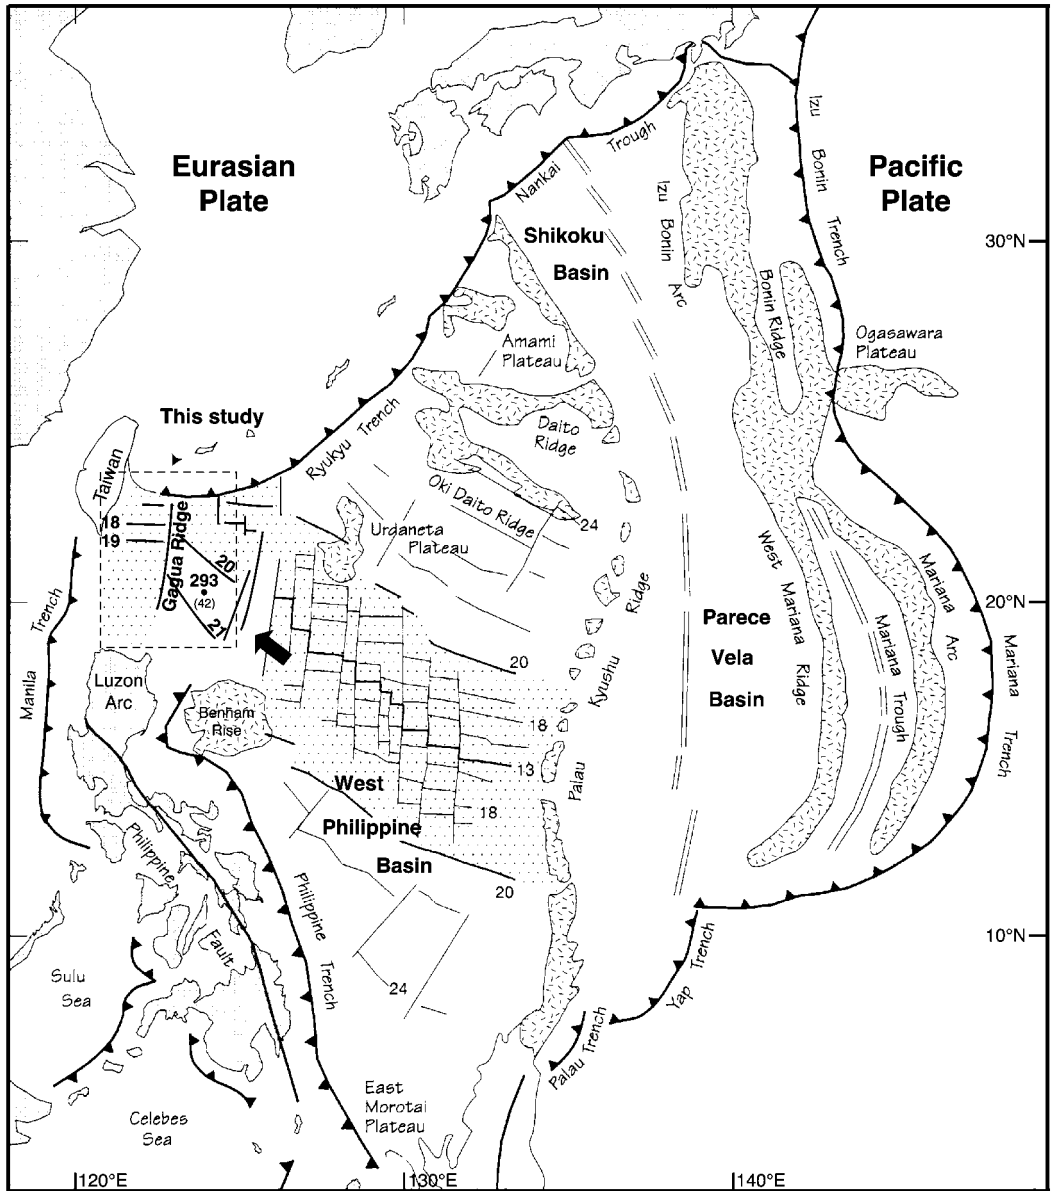 Eurasian
Plate
Pacific
Plate
Izu Bonin Trench
Nankai Trough
Izu Bonin Arc
30°N
Shikoku
Basin
Bonin Ridge
Ogasawara
Plateau
Amami
Plateau
This study
Ryukyu Trench
Daito
Ridge
Taiwan
Oki Daito Ridge
24
Urdaneta
Plateau
18
19
Gagua Ridge
20
293
(42)
21
West Mariana Ridge
Mariana Arc
Mariana Trough
Mariana Trench
20°N
Parece
Vela
Basin
Kyushu Ridge
Palau
Manila Trench
20
Luzon
Arc
Benham
Rise
18
13
West
18
Philippine
Basin
20
Philippine Fault
Philippine Trench
10°N
Sulu
Sea
24
Yap Trench
Palau Trench
East
Morotai
Plateau
Celebes
Sea
120°E
130°E
140°E